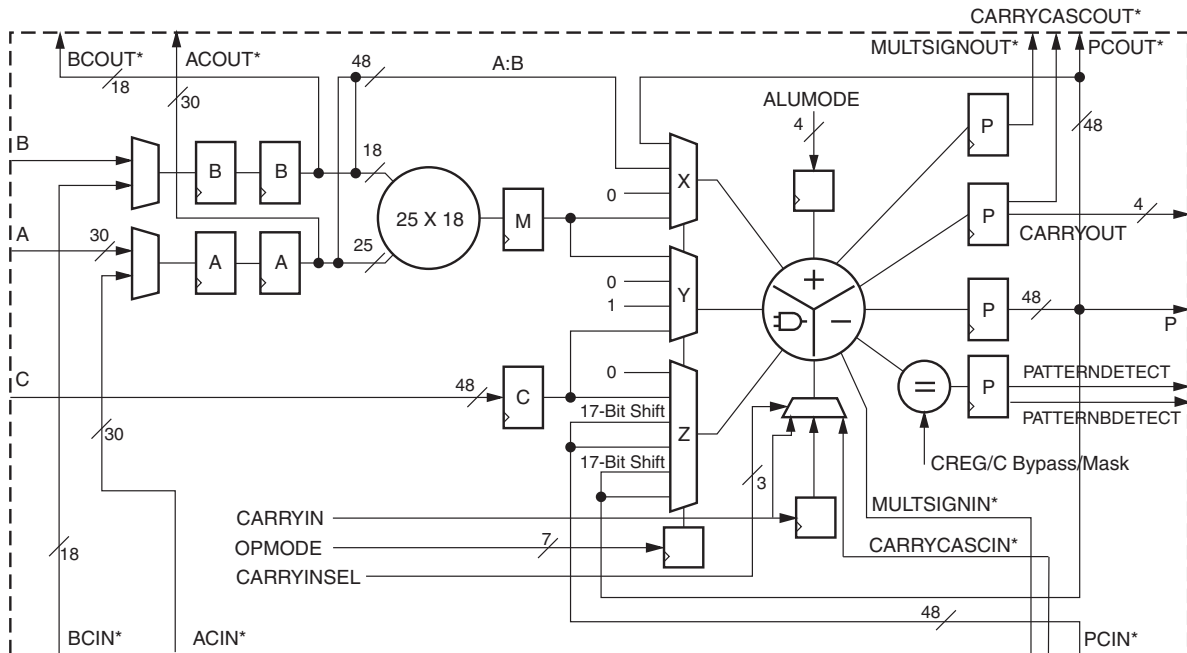 CARRYCASCOUT*
BCOUT* ACOUT* MULTSIGNOUT* PCOUT*
48 A:B
18
30
ALUMODE
B 4 P 48
B B 18 X
0
25 X 18 M P 4
A 30 CARRYOUT
A A 25
0 Y + 48 P
1 − P
C 48 C 0 = P PATTERNDETECT
17-Bit Shift PATTERNBDETECT
30 Z
17-Bit Shift CREG/C Bypass/Mask
3
CARRYIN MULTSIGNIN*
OPMODE 7
18 CARRYCASCIN*
CARRYINSEL
48
BCIN* ACIN* PCIN*